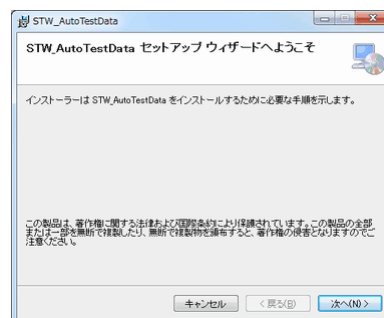 STW_AutoTestData
STW_AutoTestData セットアップ ウィザードへようこそ
インストーラーは STW_AutoTestData をインストールするために必要な手順を示します。
この製品は、著作権に関する法律および国際条約により保護されています。この製品の全部
または一部を無断で複製したり、無断で複製物を頒布すると、著作権の侵害となりますのでご
注意ください。
キャンセル
< 戻る(B)
次へ(N) >